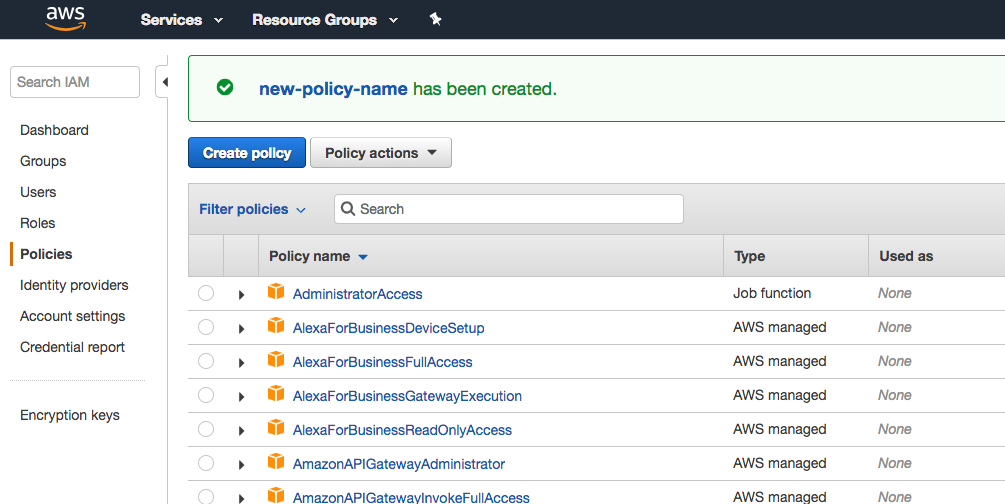 aws Services Resource Groups
Search IAM
Dashboard
Groups
Users
Roles
Policies
Identity providers
Account settings
Credential report
Encryption keys
new-policy-name has been created.
Create policy Policy actions
Filter policies Search
Policy name Type Used as
AdministratorAccess Job function None
AlexaForBusinessDeviceSetup AWS managed None
AlexaForBusinessFullAccess AWS managed None
AlexaForBusinessGatewayExecution AWS managed None
AlexaForBusinessReadOnlyAccess AWS managed None
AmazonAPIGatewayAdministrator AWS managed None
AmazonAPIGatewayInvokeFullAccess AWS managed None